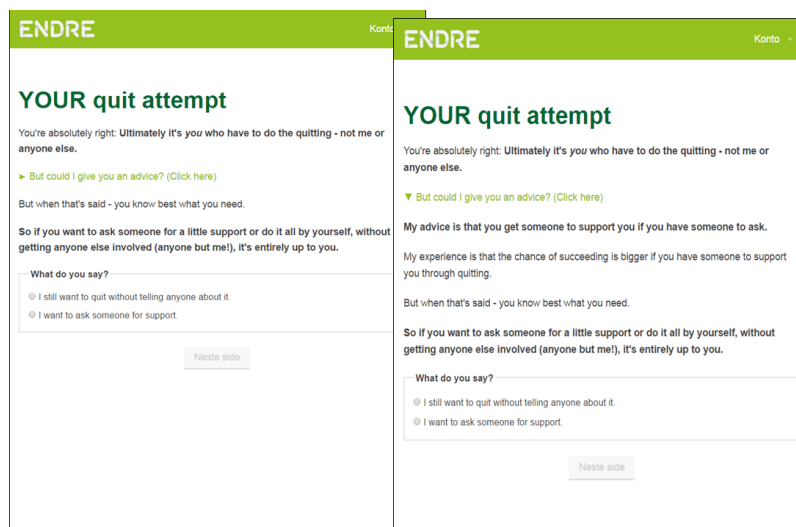 ENDRE
YOUR quit attempt
You're absolutely right: Ultimately it's you who have to do the quitting - not me or
anyone else.
► But could I give you an advice? (Click here)
But when that's said - you know best what you need.
So if you want to ask someone for a little support or do it all by yourself, without
getting anyone else involved (anyone but me!), it's entirely up to you.
What do you say?
I still want to quit without telling anyone about it.
I want to ask someone for support.
Neste side
ENDRE
Konto
YOUR quit attempt
You're absolutely right: Ultimately it's you who have to do the quitting - not me or
anyone else.
▼ But could I give you an advice? (Click here)
My advice is that you get someone to support you if you have someone to ask.
My experience is that the chance of succeeding is bigger if you have someone to support
you through quitting.
But when that's said - you know best what you need.
So if you want to ask someone for a little support or do it all by yourself, without
getting anyone else involved (anyone but me!), it's entirely up to you.
What do you say?
I still want to quit without telling anyone about it.
I want to ask someone for support.
Neste side